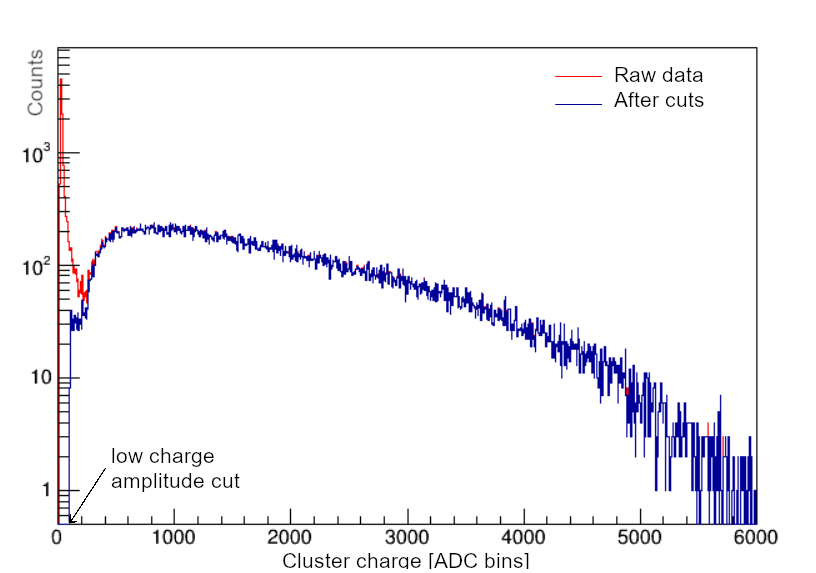 Counts
Raw data
After cuts
10³
10²
10
1
low charge
amplitude cut
0 1000 2000 3000 4000 5000 6000
Cluster charge [ADC bins]